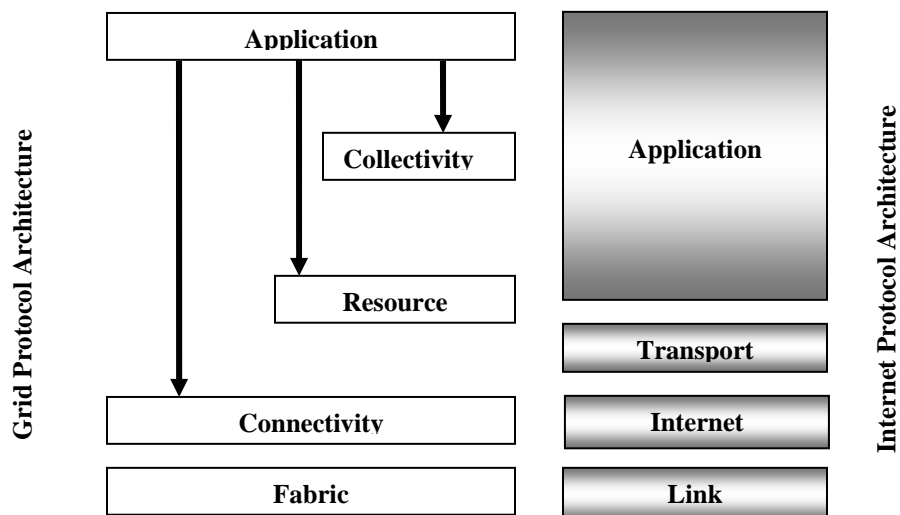 Grid Protocol Architecture
Application
Collectivity
Resource
Connectivity
Fabric
Application
Transport
Internet
Link
Internet Protocol Architecture